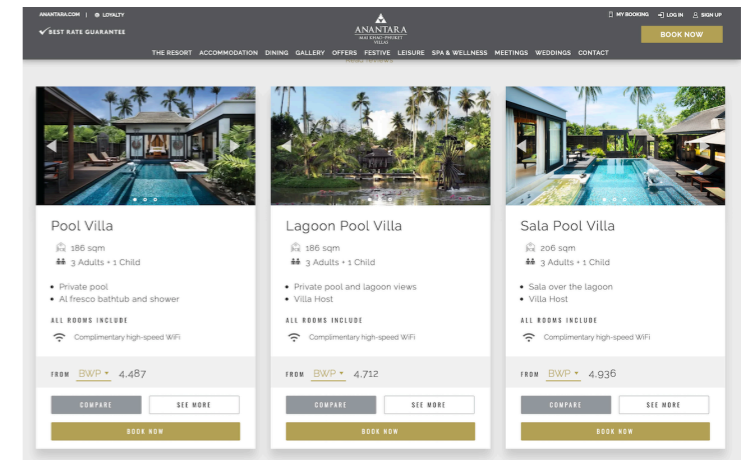 ANANTARA.COM | LOYALTY
MY BOOKING LOG IN SIGN UP
BEST RATE GUARANTEE
ANANTARA
MAI KHAO · PHUKET
VILLAS
BOOK NOW
THE RESORT ACCOMMODATION DINING GALLERY OFFERS FESTIVE LEISURE SPA & WELLNESS MEETINGS WEDDINGS CONTACT
READ REVIEWS
Pool Villa
186 sqm
3 Adults + 1 Child
• Private pool
• Al fresco bathtub and shower
ALL ROOMS INCLUDE
Complimentary high-speed WiFi
FROM BWP 4,487
COMPARE SEE MORE
BOOK NOW
Lagoon Pool Villa
186 sqm
3 Adults + 1 Child
• Private pool and lagoon views
• Villa Host
ALL ROOMS INCLUDE
Complimentary high-speed WiFi
FROM BWP 4,712
COMPARE SEE MORE
BOOK NOW
Sala Pool Villa
206 sqm
3 Adults + 1 Child
• Sala over the lagoon
• Villa Host
ALL ROOMS INCLUDE
Complimentary high-speed WiFi
FROM BWP 4,936
COMPARE SEE MORE
BOOK NOW